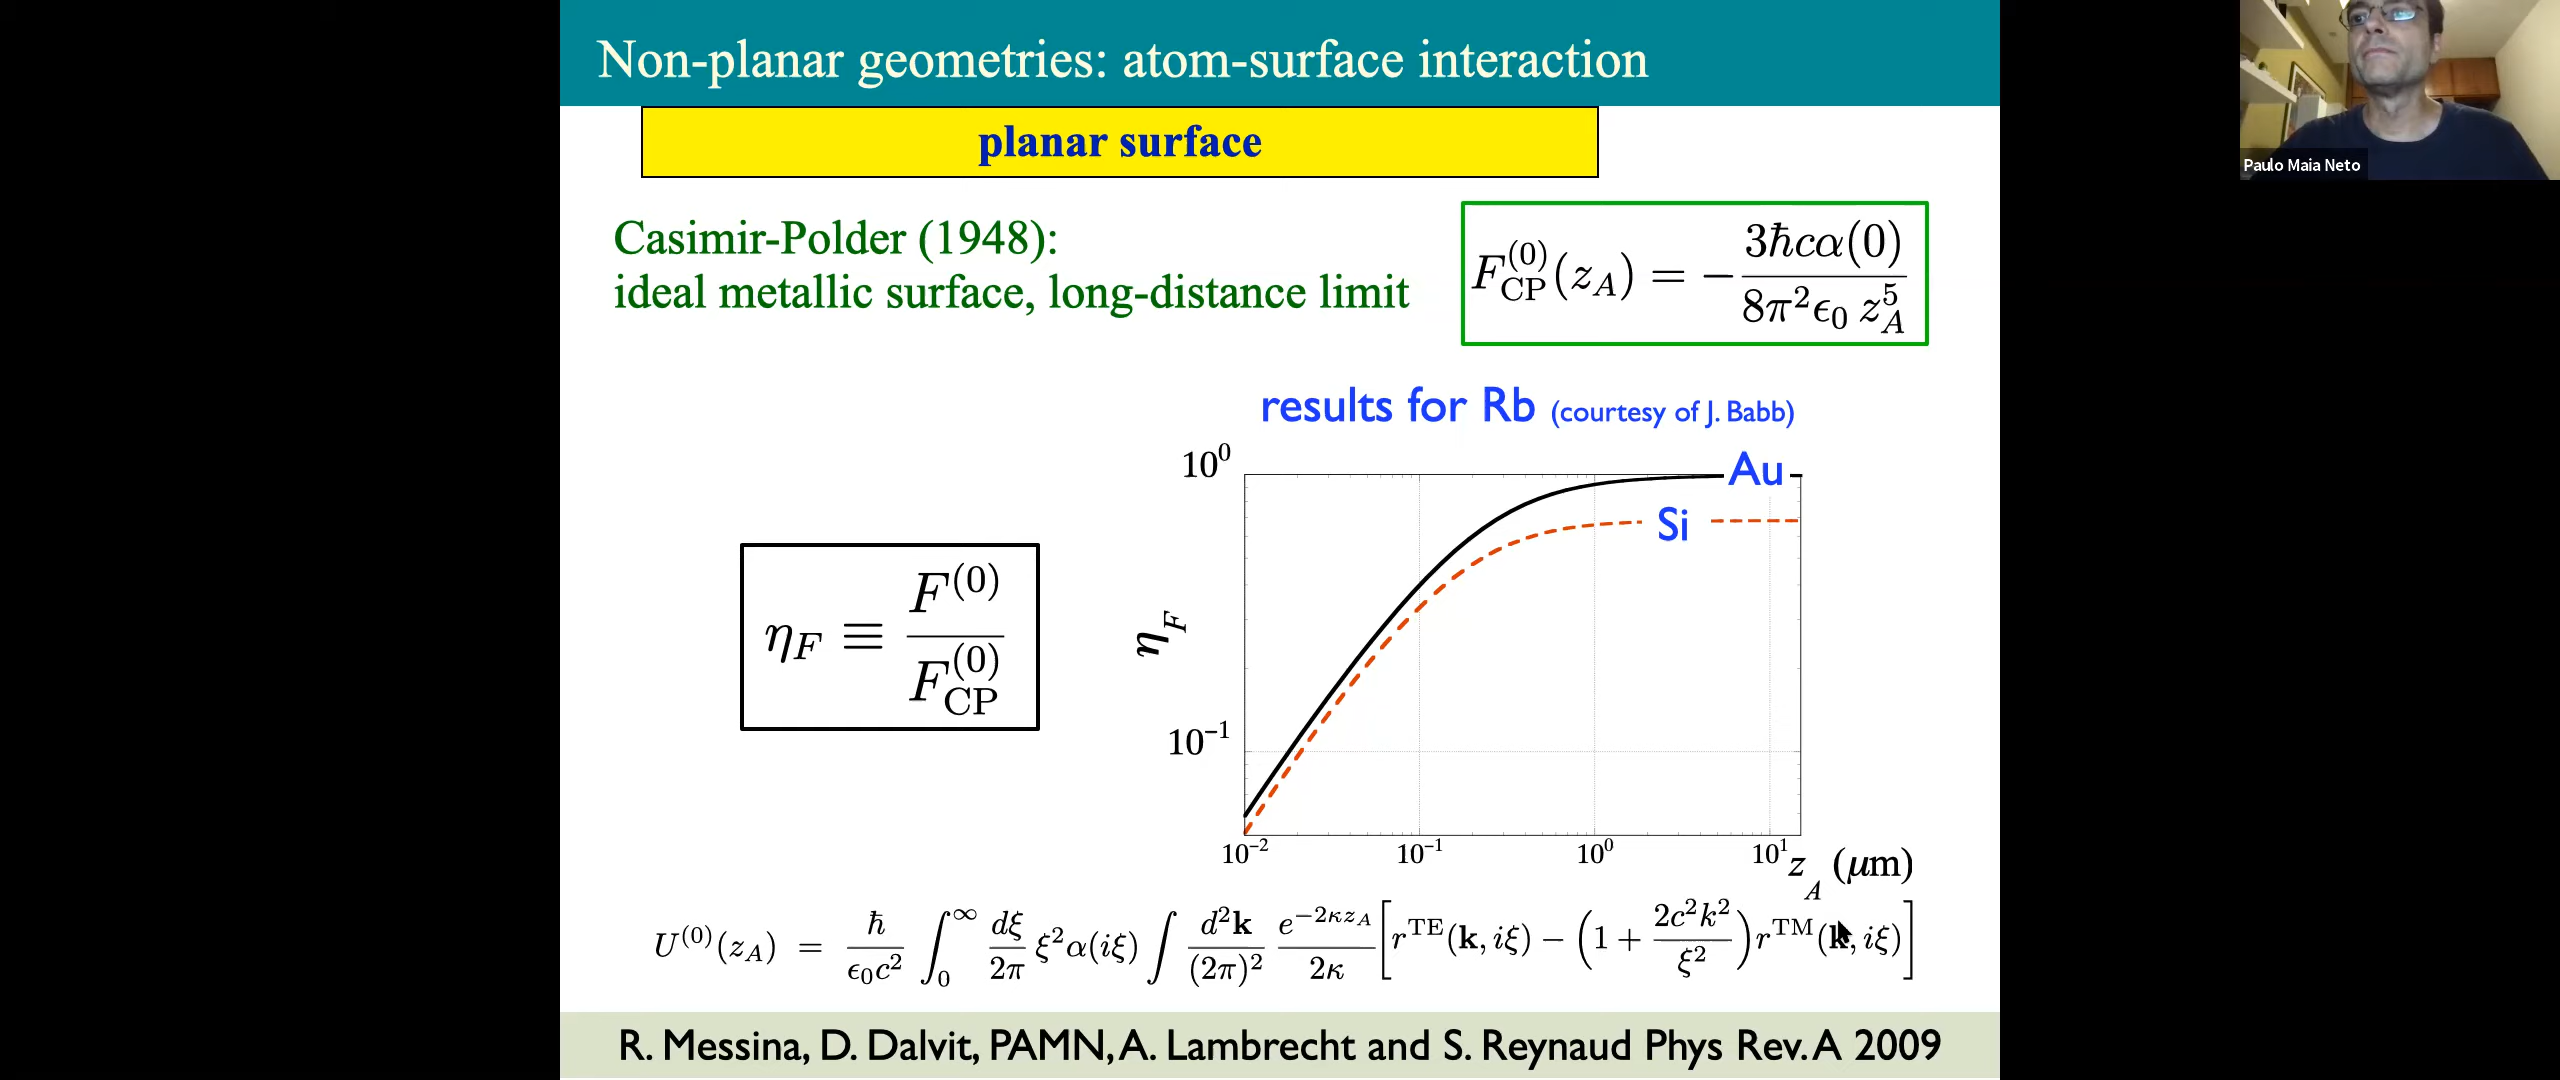 Non-planar geometries: atom-surface interaction
planar surface
Casimir-Polder (1948):
ideal metallic surface, long-distance limit
F_CP^(0)(z_A) = − 3ħcα(0) / 8π²ϵ₀ z_A^5
results for Rb (courtesy of J. Babb)
10⁰
Au
Si
η_F ≡ F^(0) / F_CP^(0)
η_F
10⁻¹
10⁻² 10⁻¹ 10⁰ 10¹
z_A (μm)
U^(0)(z_A) = ħ/(ϵ₀c²) ∫₀^∞ dξ/2π ξ²α(iξ) ∫ d²k/(2π)² e^(−2κz_A)/2κ [r^TE(k, iξ) − (1 + 2c²k²/ξ²) r^TM(k, iξ)]
R. Messina, D. Dalvit, PAMN, A. Lambrecht and S. Reynaud Phys Rev. A 2009
Paulo Maia Neto